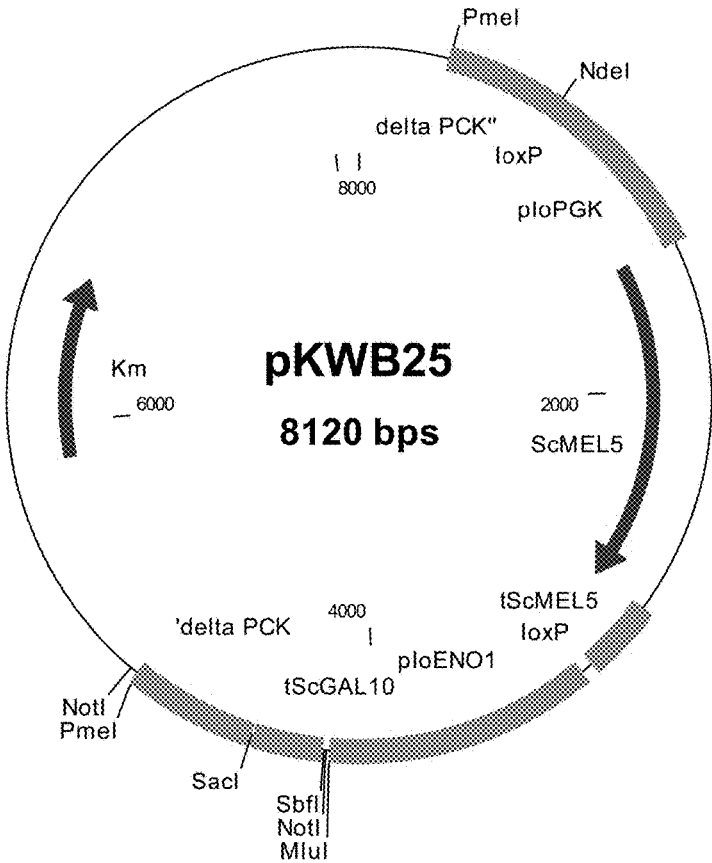 PmeI
NdeI
delta PCK"
loxP
8000
ploPGK
pKWB25
Km
6000
2000
8120 bps
ScMEL5
tScMEL5
4000
'delta PCK
loxP
ploENO1
tScGAL10
NotI
PmeI
SacI
SbfI
NotI
MluI